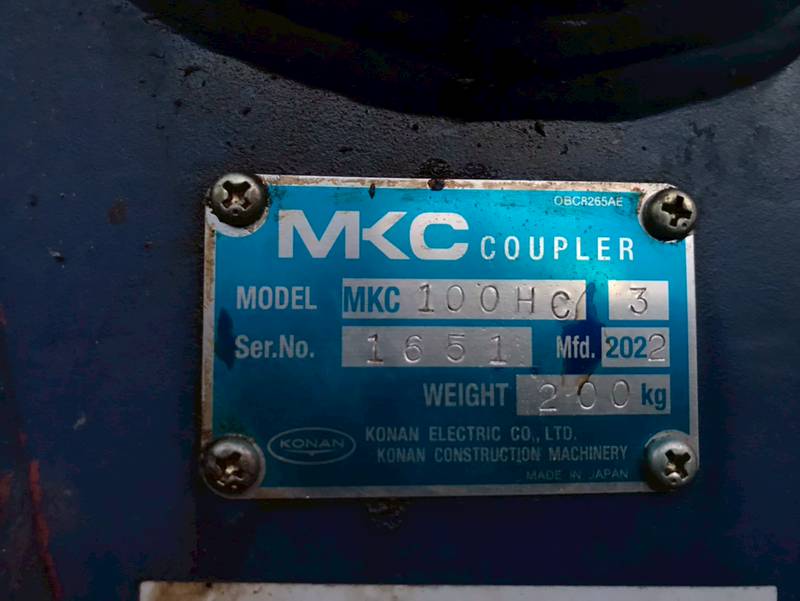 OBC8265AE
MKC COUPLER
MODEL MKC 100HC 3
Ser.No. 1651 Mfd. 2022
WEIGHT 200 kg
KONAN KONAN ELECTRIC CO., LTD.
KONAN CONSTRUCTION MACHINERY
MADE IN JAPAN